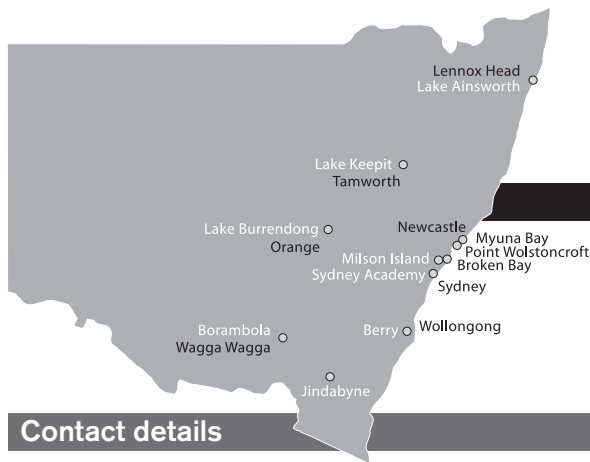 Lennox Head
Lake Ainsworth
Lake Keepit
Tamworth
Lake Burrendong
Orange
Newcastle
Myuna Bay
Point Wolstoncroft
Milson Island
Broken Bay
Sydney Academy
Sydney
Borambola
Wagga Wagga
Berry
Wollongong
Jindabyne
Contact details